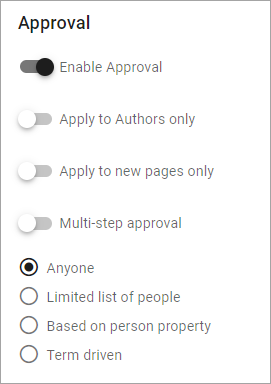 Approval
Enable Approval
Apply to Authors only
Apply to new pages only
Multi-step approval
Anyone
Limited list of people
Based on person property
Term driven